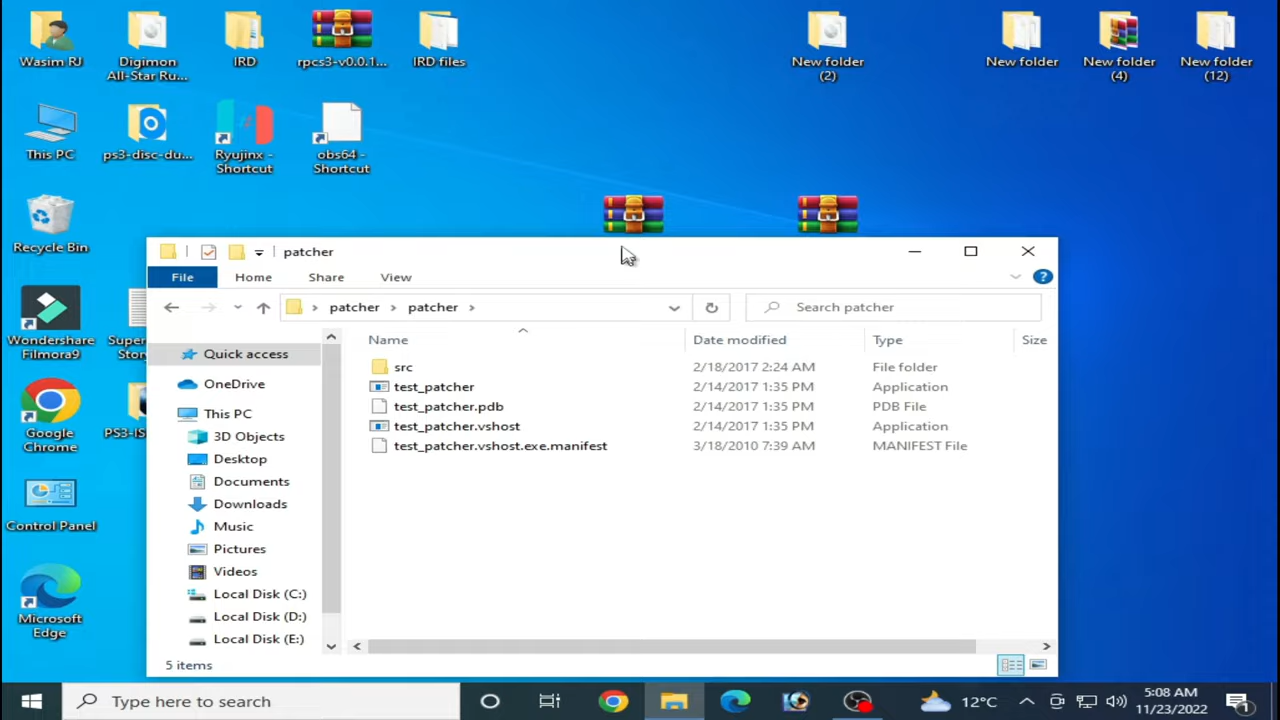 Wasim RJ
Digimon
All-Star Ru...
IRD
rpcs3-v0.0.1...
IRD files
New folder
(2)
New folder
New folder
(4)
New folder
(12)
This PC
ps3-disc-du...
Ryujinx -
Shortcut
obs64 -
Shortcut
Recycle Bin
Wondershare
Filmora9
Super
Story
Google
Chrome
PS3-IS
Control Panel
Microsoft
Edge
patcher
File
Home
Share
View
patcher
patcher
Search patcher
Name
Date modified
Type
Size
src
2/18/2017 2:24 AM
File folder
test_patcher
2/14/2017 1:35 PM
Application
test_patcher.pdb
2/14/2017 1:35 PM
PDB File
test_patcher.vshost
2/14/2017 1:35 PM
Application
test_patcher.vshost.exe.manifest
3/18/2010 7:39 AM
MANIFEST File
Quick access
OneDrive
This PC
3D Objects
Desktop
Documents
Downloads
Music
Pictures
Videos
Local Disk (C:)
Local Disk (D:)
Local Disk (E:)
5 items
Type here to search
12°C
5:08 AM
11/23/2022
1